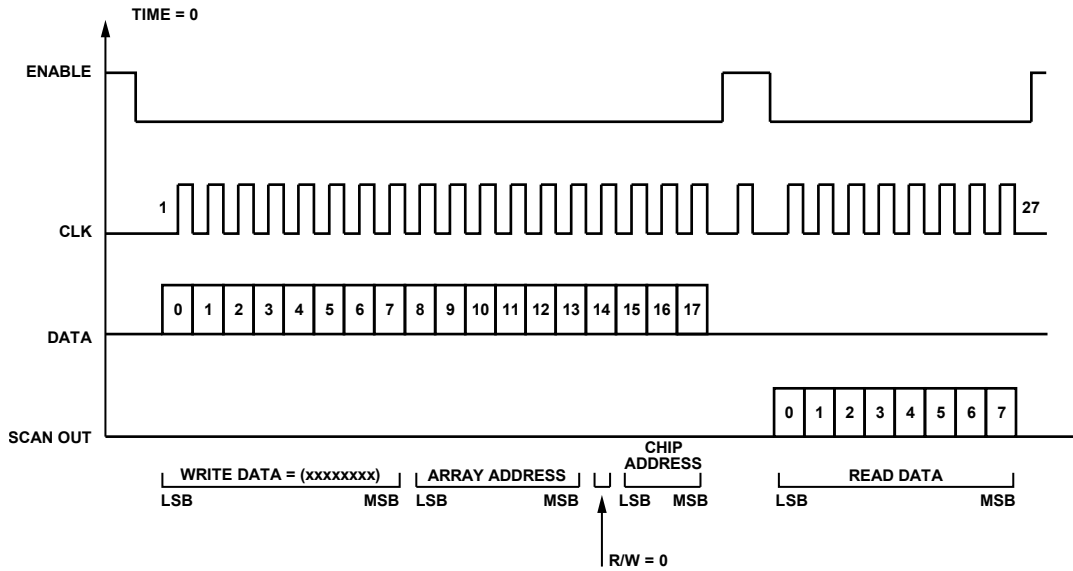 TIME = 0
ENABLE
1
27
CLK
0 1 2 3 4 5 6 7 8 9 10 11 12 13 14 15 16 17
DATA
0 1 2 3 4 5 6 7
SCAN OUT
WRITE DATA = (xxxxxxxx)
ARRAY ADDRESS
CHIP
ADDRESS
READ DATA
LSB MSB LSB MSB LSB MSB LSB MSB
R/W = 0